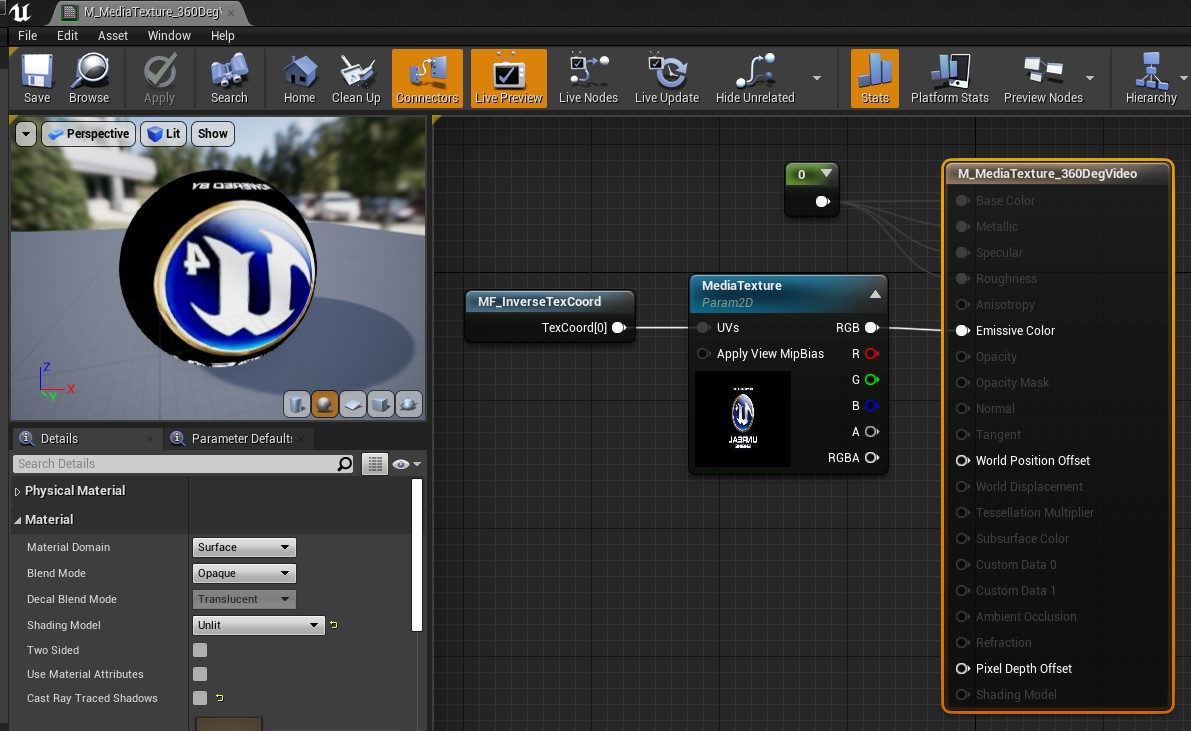 M_MediaTexture_360DegV
File Edit Asset Window Help
Save Browse Apply Search Home Clean Up Connectors Live Preview Live Nodes Live Update Hide Unrelated Stats Platform Stats Preview Nodes Hierarchy
Perspective Lit Show
POWERED BY
4
Z
X
Y
0
MF_InverseTexCoord
TexCoord[0]
MediaTexture
Param2D
UVs RGB
Apply View MipBias R
G
B
A
RGBA
UNREAL
M_MediaTexture_360DegVideo
Base Color
Metallic
Specular
Roughness
Anisotropy
Emissive Color
Opacity
Opacity Mask
Normal
Tangent
World Position Offset
World Displacement
Tessellation Multiplier
Subsurface Color
Custom Data 0
Custom Data 1
Ambient Occlusion
Refraction
Pixel Depth Offset
Shading Model
Details Parameter Defaults
Search Details
Physical Material
Material
Material Domain Surface
Blend Mode Opaque
Decal Blend Mode Translucent
Shading Model Unlit
Two Sided
Use Material Attributes
Cast Ray Traced Shadows